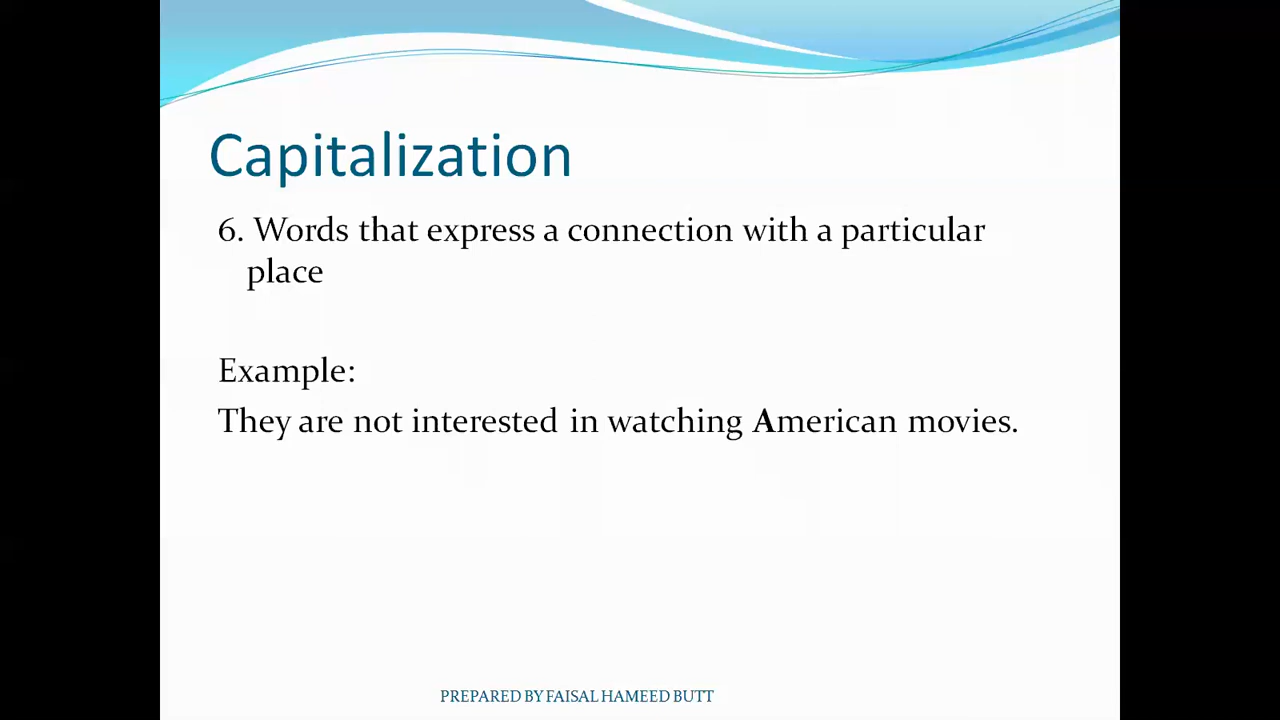 Capitalization
6. Words that express a connection with a particular
place
Example:
They are not interested in watching American movies.
PREPARED BY FAISAL HAMEED BUTT